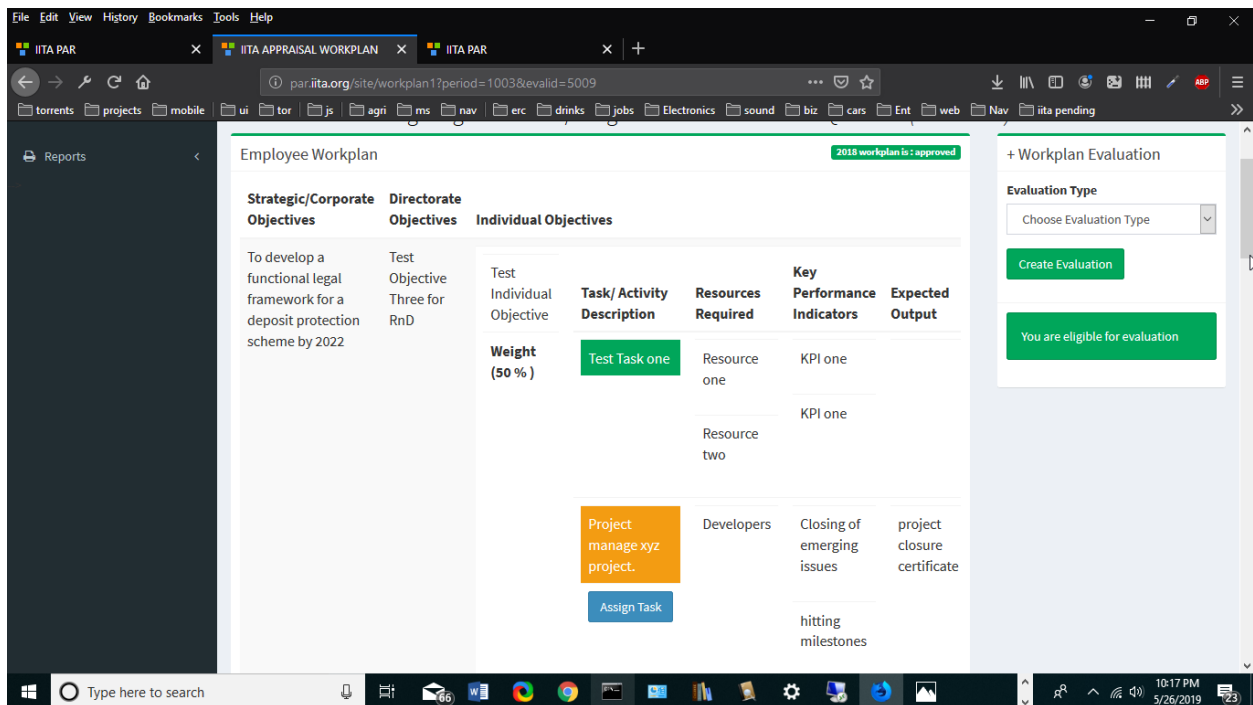 File Edit View History Bookmarks Tools Help
IITA PAR
IITA APPRAISAL WORKPLAN
IITA PAR
par.iita.org/site/workplan1?period=1003&evalid=5009
ABP
torrents projects mobile ui tor js agri ms nav erc drinks jobs Electronics sound biz cars Ent web Nav iita pending
Reports
Employee Workplan
2018 workplan is : approved
Strategic/Corporate
Objectives
Directorate
Objectives
Individual Objectives
To develop a
functional legal
framework for a
deposit protection
scheme by 2022
Test
Objective
Three for
RnD
Test
Individual
Objective
Task/ Activity
Description
Resources
Required
Key
Performance
Indicators
Expected
Output
Weight
(50 % )
Test Task one
Resource
one
Resource
two
KPI one
KPI one
Project
manage xyz
project.
Assign Task
Developers
Closing of
emerging
issues
hitting
milestones
project
closure
certificate
+ Workplan Evaluation
Evaluation Type
Choose Evaluation Type
Create Evaluation
You are eligible for evaluation
Type here to search
66
10:17 PM
5/26/2019
23